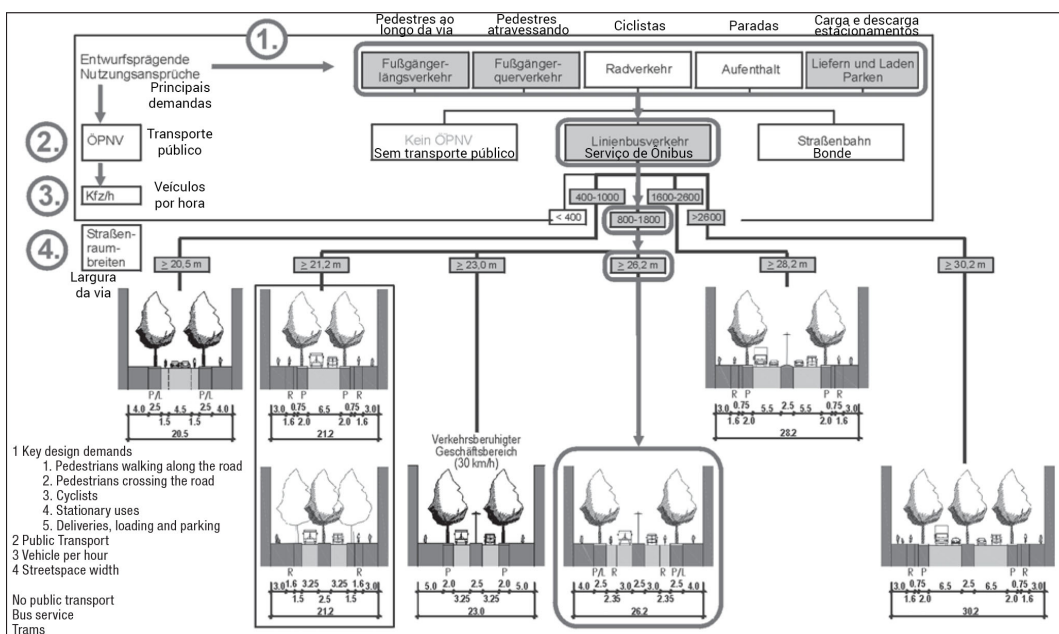 Pedestres ao
longo da via
Pedestres
atravessando
Ciclistas
Paradas
Carga e descarga
estacionamentos
1.
Entwurfsprägende
Nutzungsansprüche
Principais
demandas
Fußgänger-
längsverkehr
Fußgänger-
querverkehr
Radverkehr
Aufenthalt
Liefern und Laden
Parken
2.
ÖPNV
Transporte
público
Kein ÖPNV
Sem transporte público
Linienbusverkehr
Serviço de Ônibus
Straßenbahn
Bonde
3.
Kfz/h
Veículos
por hora
400-1000
1600-2600
< 400
800-1800
>2600
4.
Straßen-
raum-
breiten
Largura
da via
≥ 20,5 m
≥ 21,2 m
≥ 23,0 m
≥ 26,2 m
≥ 28,2 m
≥ 30,2 m
P/L P/L
4.0 2.5 4.5 2.5 4.0
1.5 1.5
20.5
R P P R
3.0 0.75 6.5 0.75 3.0
1.6 2.0 2.0 1.6
21.2
R P P R
3.0 0.75 5.5 2.5 5.5 0.75 3.0
1.6 2.0 2.0 1.6
28.2
1 Key design demands
1. Pedestrians walking along the road
2. Pedestrians crossing the road
3. Cyclists
4. Stationary uses
5. Deliveries, loading and parking
2 Public Transport
3 Vehicle per hour
4 Streetspace width
No public transport
Bus service
Trams
R R
3.0 1.6 3.25 3.25 1.6 3.0
1.5 2.5 1.5
21.2
Verkehrsberuhigter
Geschäftsbereich
(30 km/h)
P P
5.0 2.0 2.5 2.0 5.0
3.25 3.25
23.0
P/L R R P/L
4.0 2.5 3.0 2.5 3.0 2.5 4.0
2.35 2.35
26.2
R P P R
3.0 0.75 6.5 2.5 6.5 0.75 3.0
1.6 2.0 2.0 1.6
30.2